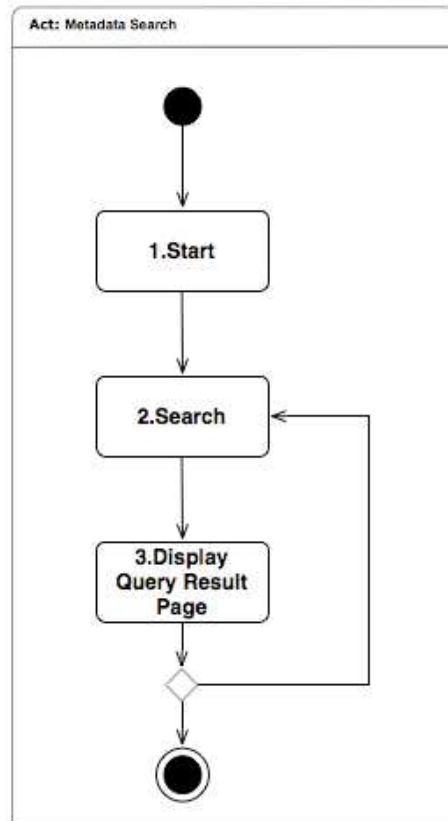 Act: Metadata Search
1.Start
2.Search
3.Display
Query Result
Page